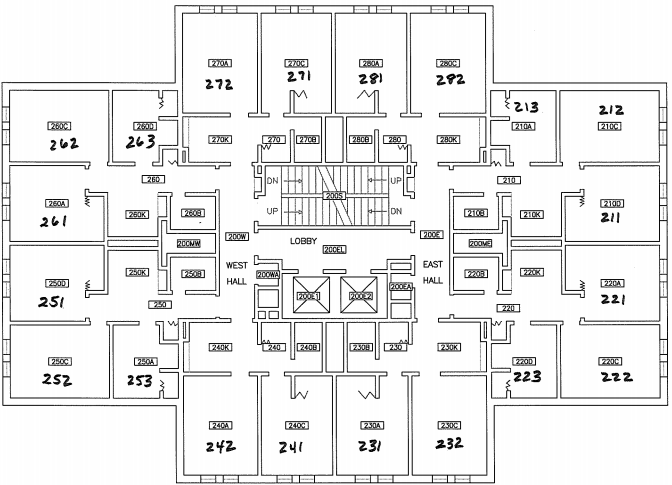 270A 270C 280A 280C
272 271 281 282
260C 260D 213 212
262 263 210A 210C
270K 270 270B 280B 280 280K
260 DN UP 210
260A 200S 210D
261 260K 260B UP DN 210B 210K 211
200MW 200W LOBBY 200E 200ME
200EL
250D 250K 250B WEST 200WA EAST 220B 220K 220A
251 HALL 200E1 200E2 200EA HALL 221
250 220
250C 250A 240K 240 240B 230B 230 230K 220D 220C
252 253 223 222
240A 240C 230A 230C
242 241 231 232